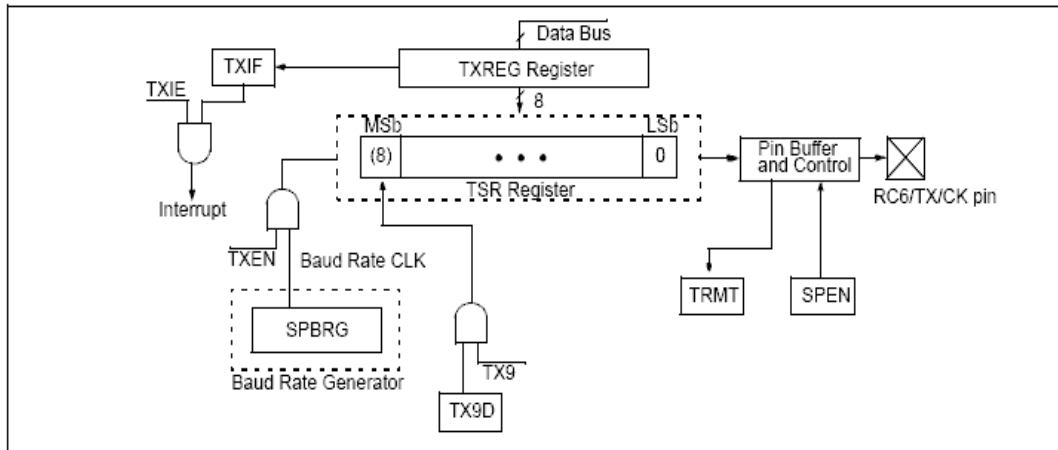 Data Bus
TXIF
TXREG Register
TXIE
8
MSb
LSb
(8)
• • •
0
Pin Buffer
and Control
TSR Register
Interrupt
RC6/TX/CK pin
TXEN
Baud Rate CLK
TRMT
SPEN
SPBRG
TX9
Baud Rate Generator
TX9D